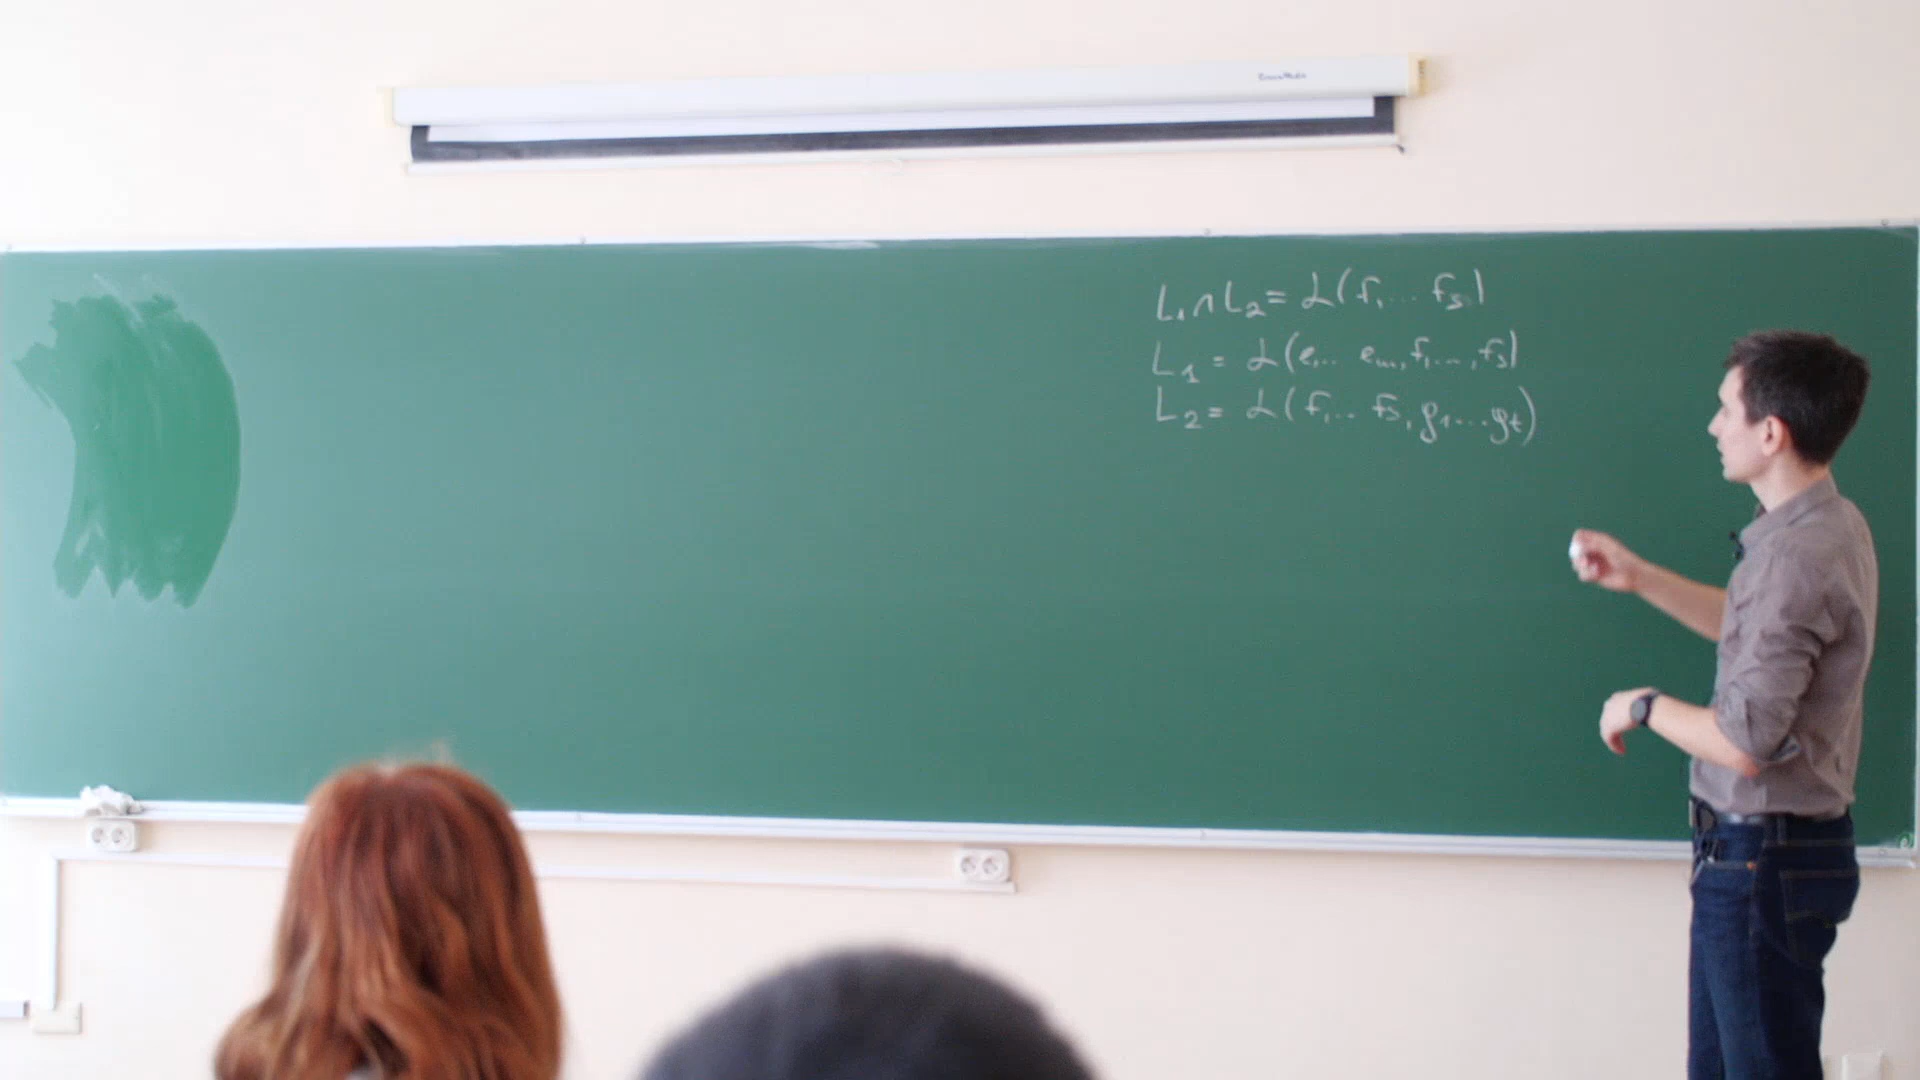 L₁∩L₂=ℒ(f₁... f_s)
L₁ = ℒ(e₁... e_m, f₁..., f_s)
L₂= ℒ(f₁... f_s, g₁...g_t)